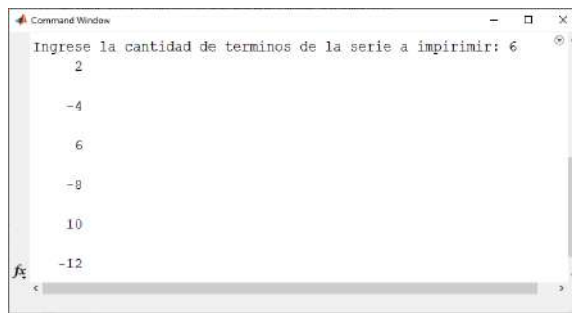 Command Window
Ingrese la cantidad de terminos de la serie a impirimir: 6
2
-4
6
-8
10
-12
fx